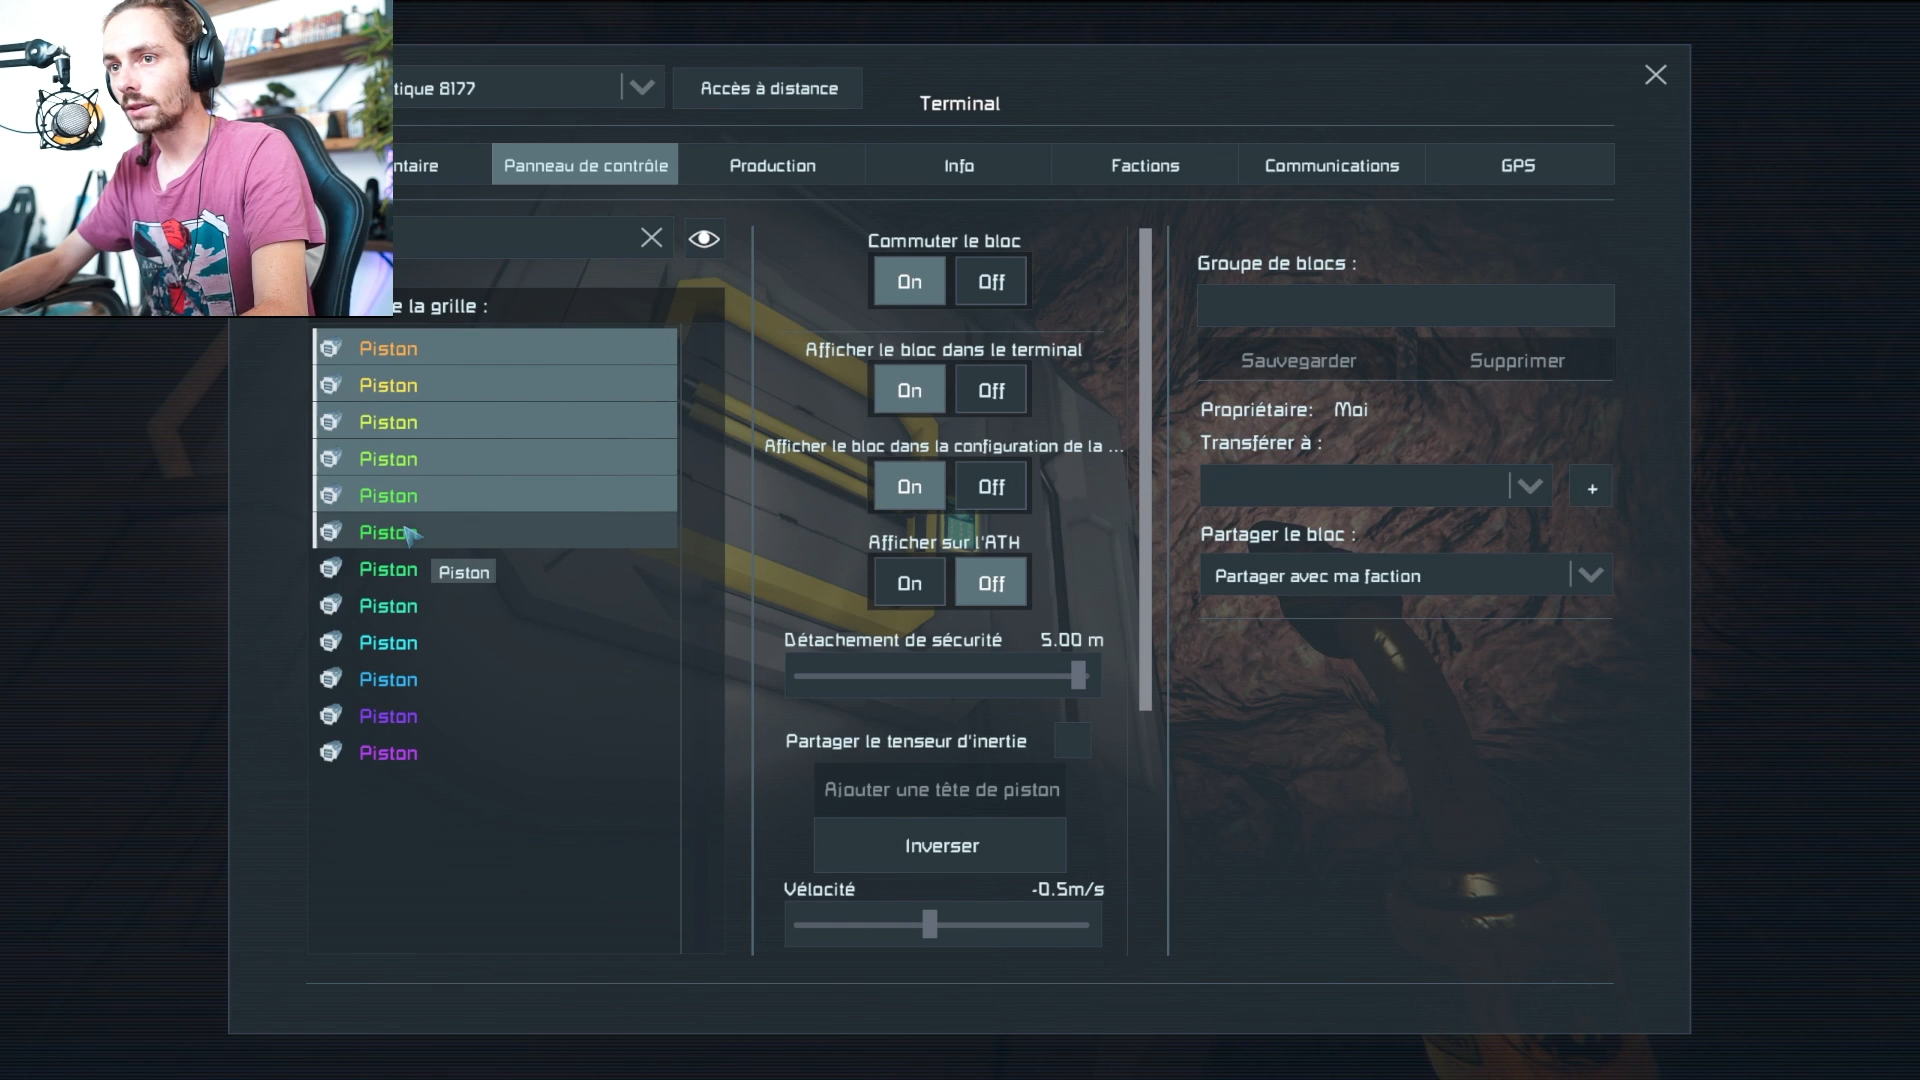 tique 8177
Accès à distance
Terminal
ntaire
Panneau de contrôle
Production
Info
Factions
Communications
GPS
e la grille :
Piston
Piston
Piston
Piston
Piston
Piston
Piston
Piston
Piston
Piston
Piston
Piston
Piston
Commuter le bloc
On Off
Afficher le bloc dans le terminal
On Off
Afficher le bloc dans la configuration de la ...
On Off
Afficher sur l'ATH
On Off
Détachement de sécurité 5.00 m
Partager le tenseur d'inertie
Ajouter une tête de piston
Inverser
Vélocité -0.5m/s
Groupe de blocs :
Sauvegarder Supprimer
Propriétaire: Moi
Transférer à :
+
Partager le bloc :
Partager avec ma faction